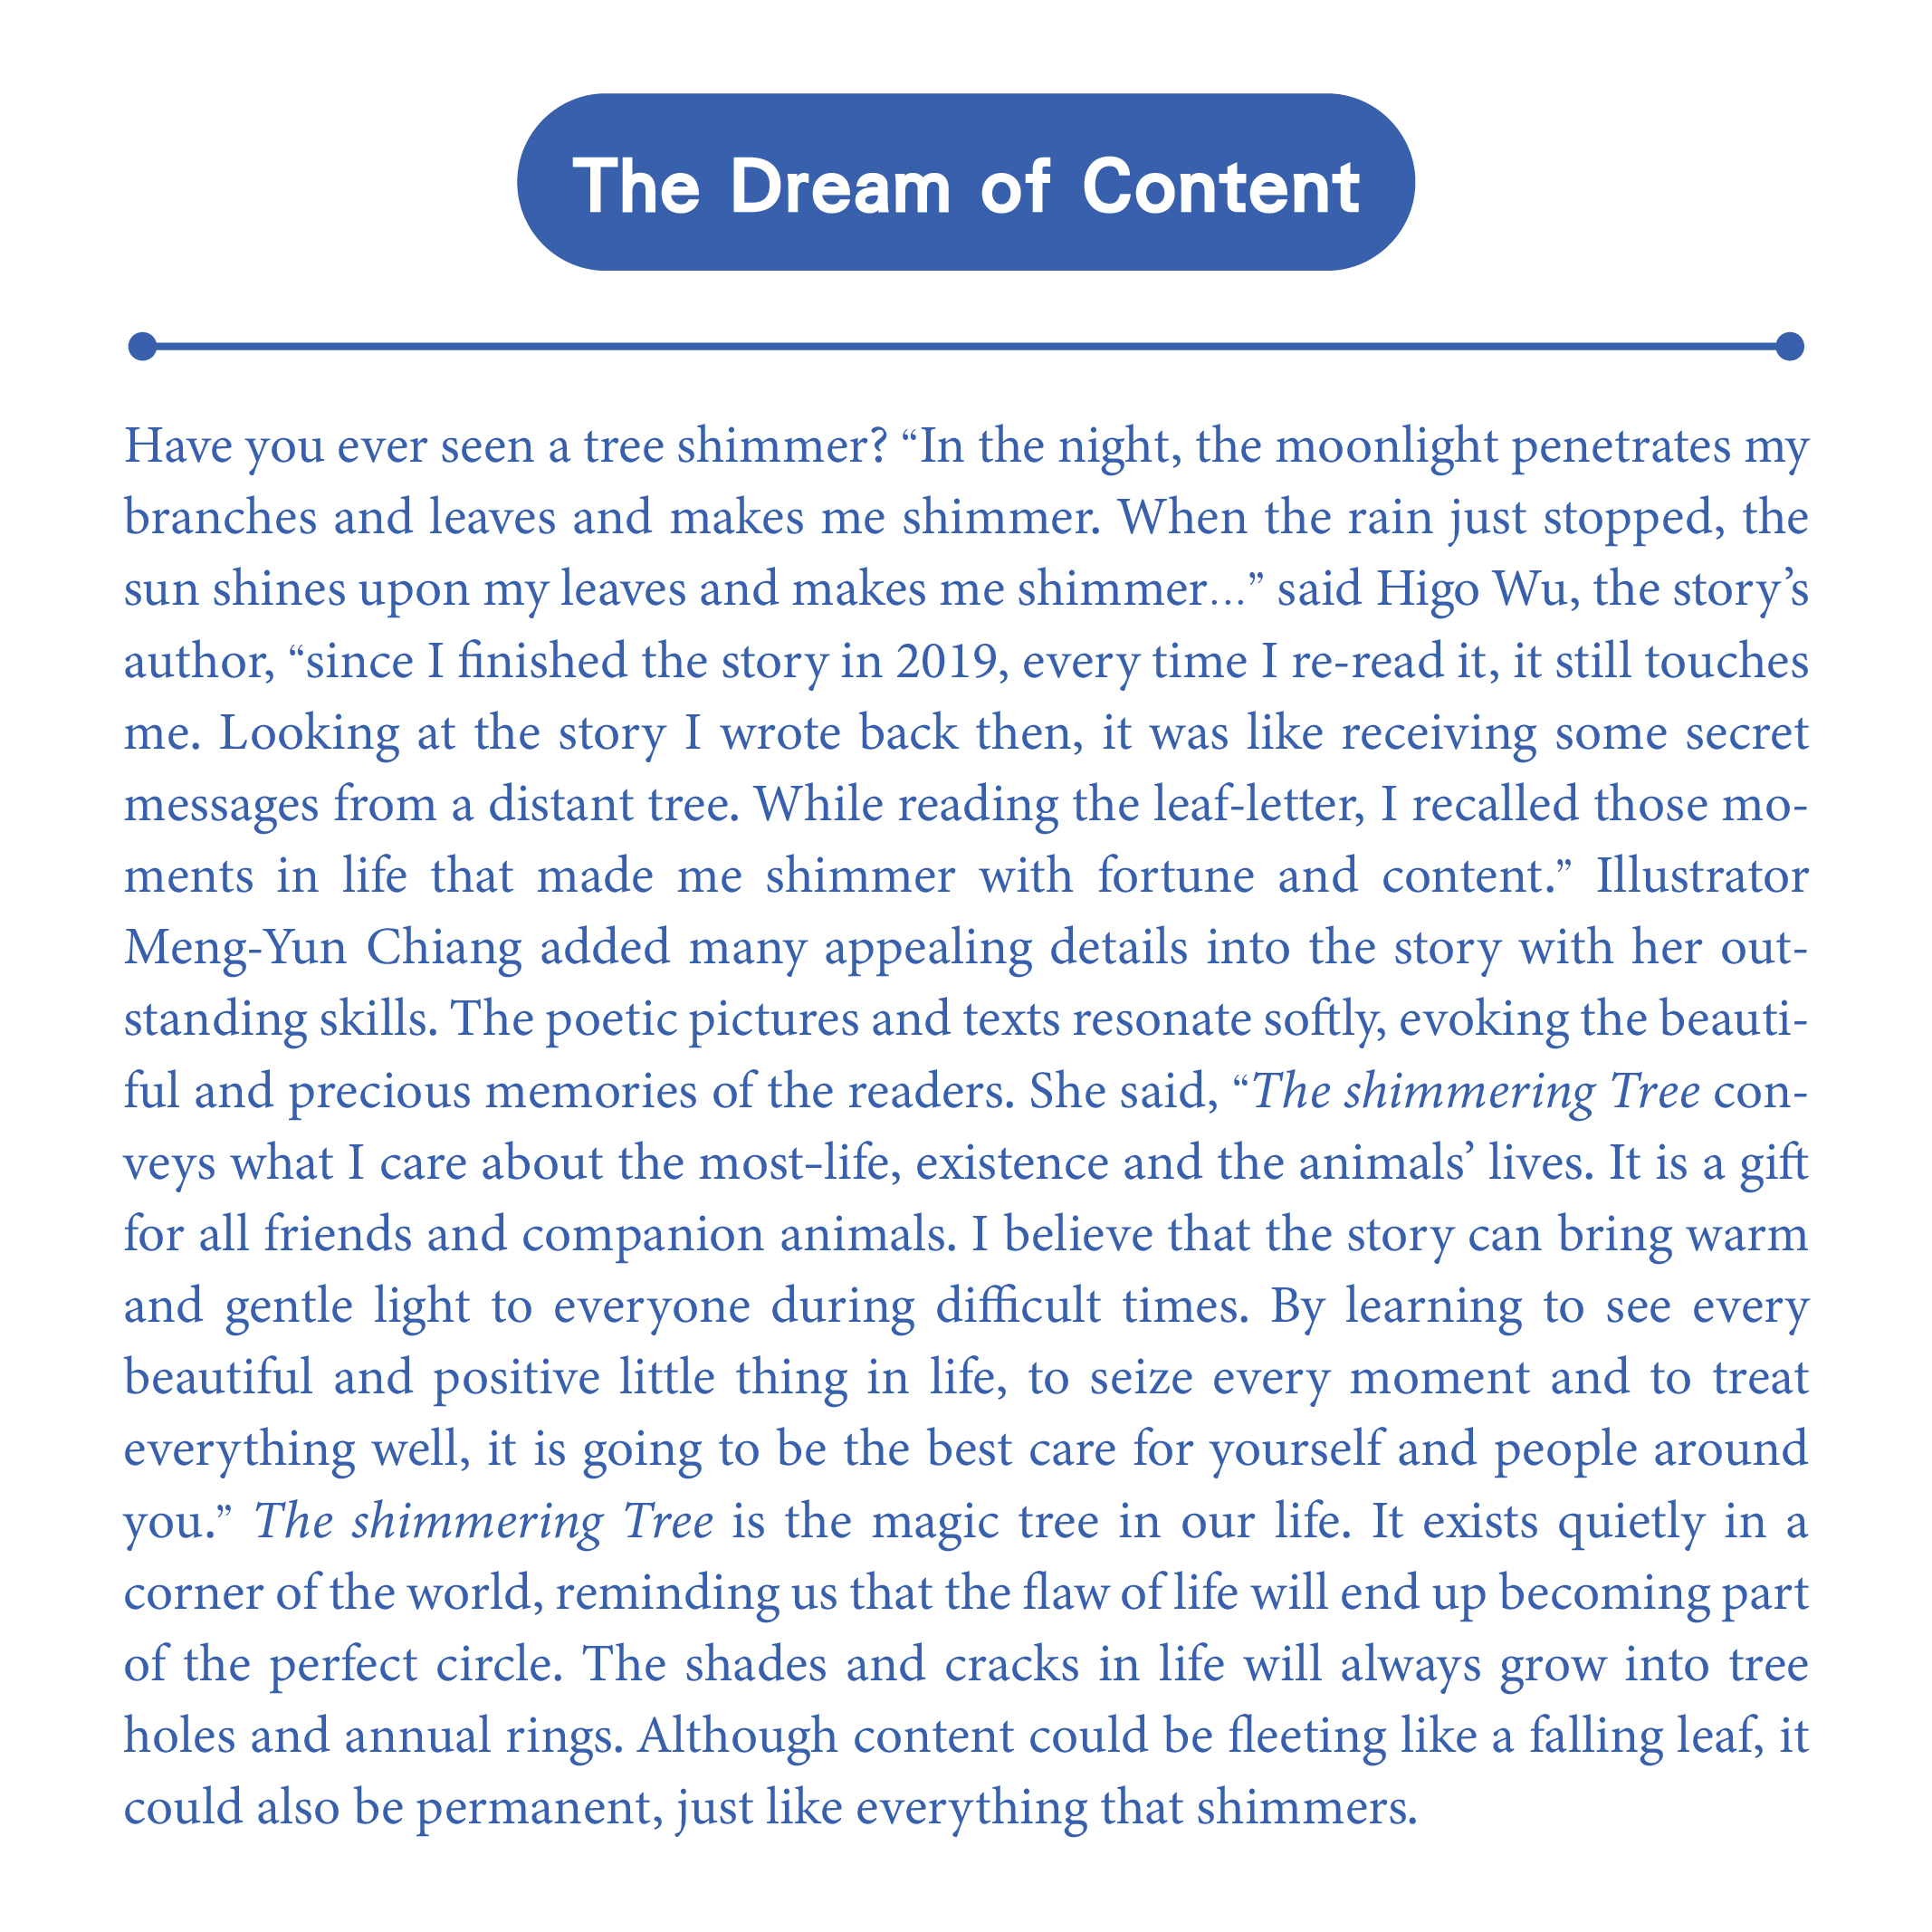 The Dream of Content
Have you ever seen a tree shimmer? “In the night, the moonlight penetrates my
branches and leaves and makes me shimmer. When the rain just stopped, the
sun shines upon my leaves and makes me shimmer…” said Higo Wu, the story’s
author, “since I finished the story in 2019, every time I re-read it, it still touches
me. Looking at the story I wrote back then, it was like receiving some secret
messages from a distant tree. While reading the leaf-letter, I recalled those mo-
ments in life that made me shimmer with fortune and content.” Illustrator
Meng-Yun Chiang added many appealing details into the story with her out-
standing skills. The poetic pictures and texts resonate softly, evoking the beauti-
ful and precious memories of the readers. She said, “The shimmering Tree con-
veys what I care about the most–life, existence and the animals’ lives. It is a gift
for all friends and companion animals. I believe that the story can bring warm
and gentle light to everyone during difficult times. By learning to see every
beautiful and positive little thing in life, to seize every moment and to treat
everything well, it is going to be the best care for yourself and people around
you.” The shimmering Tree is the magic tree in our life. It exists quietly in a
corner of the world, reminding us that the flaw of life will end up becoming part
of the perfect circle. The shades and cracks in life will always grow into tree
holes and annual rings. Although content could be fleeting like a falling leaf, it
could also be permanent, just like everything that shimmers.